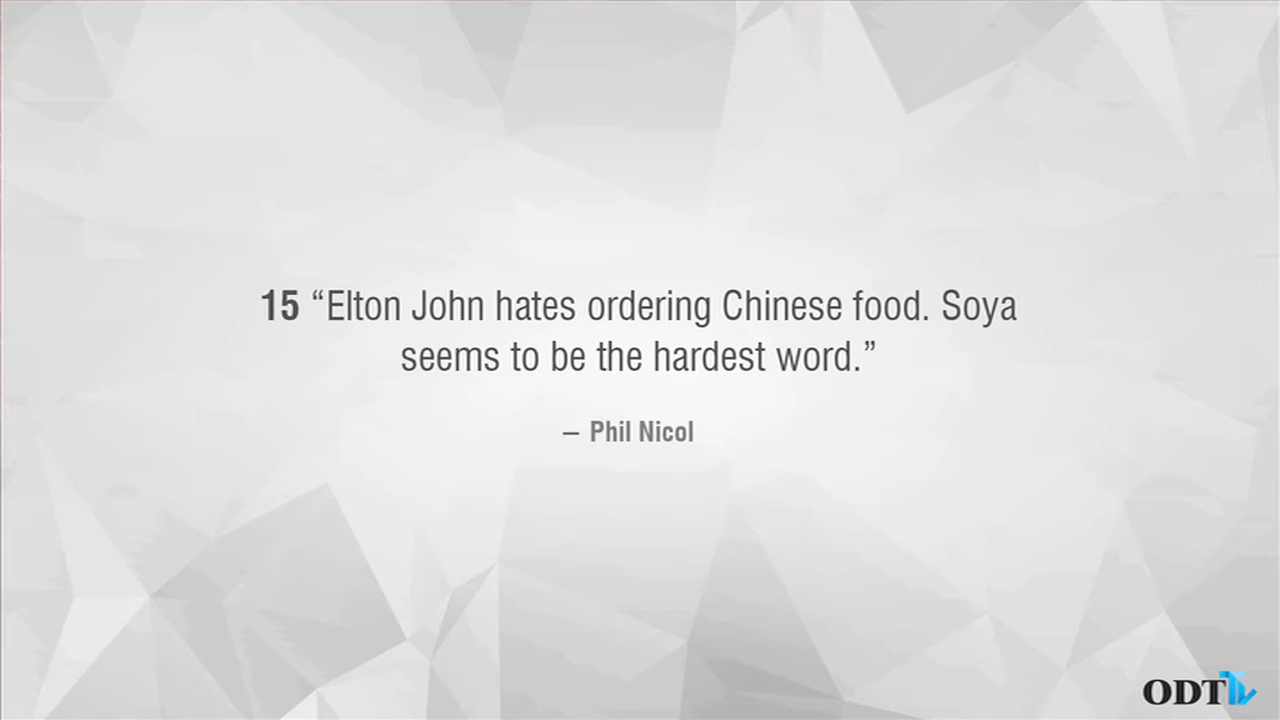 15 “Elton John hates ordering Chinese food. Soya
seems to be the hardest word.”
– Phil Nicol
ODT